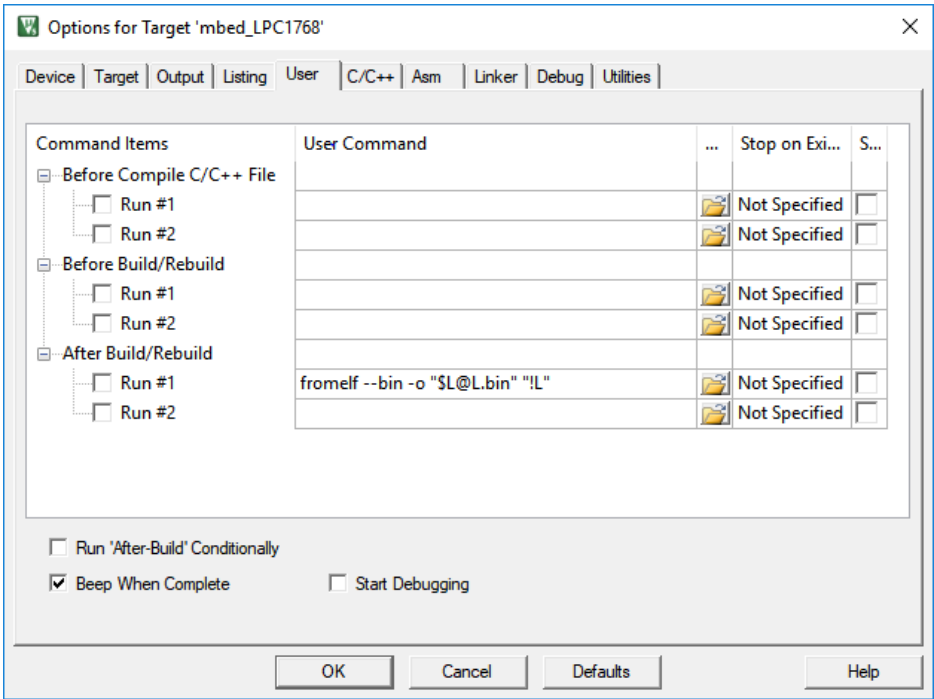 Options for Target 'mbed_LPC1768'
Device Target Output Listing User C/C++ Asm Linker Debug Utilities
Command Items User Command ... Stop on Exi... S...
Before Compile C/C++ File
Run #1 Not Specified
Run #2 Not Specified
Before Build/Rebuild
Run #1 Not Specified
Run #2 Not Specified
After Build/Rebuild
Run #1 fromelf --bin -o "$L@L.bin" "!L" Not Specified
Run #2 Not Specified
Run 'After-Build' Conditionally
Beep When Complete Start Debugging
OK Cancel Defaults Help